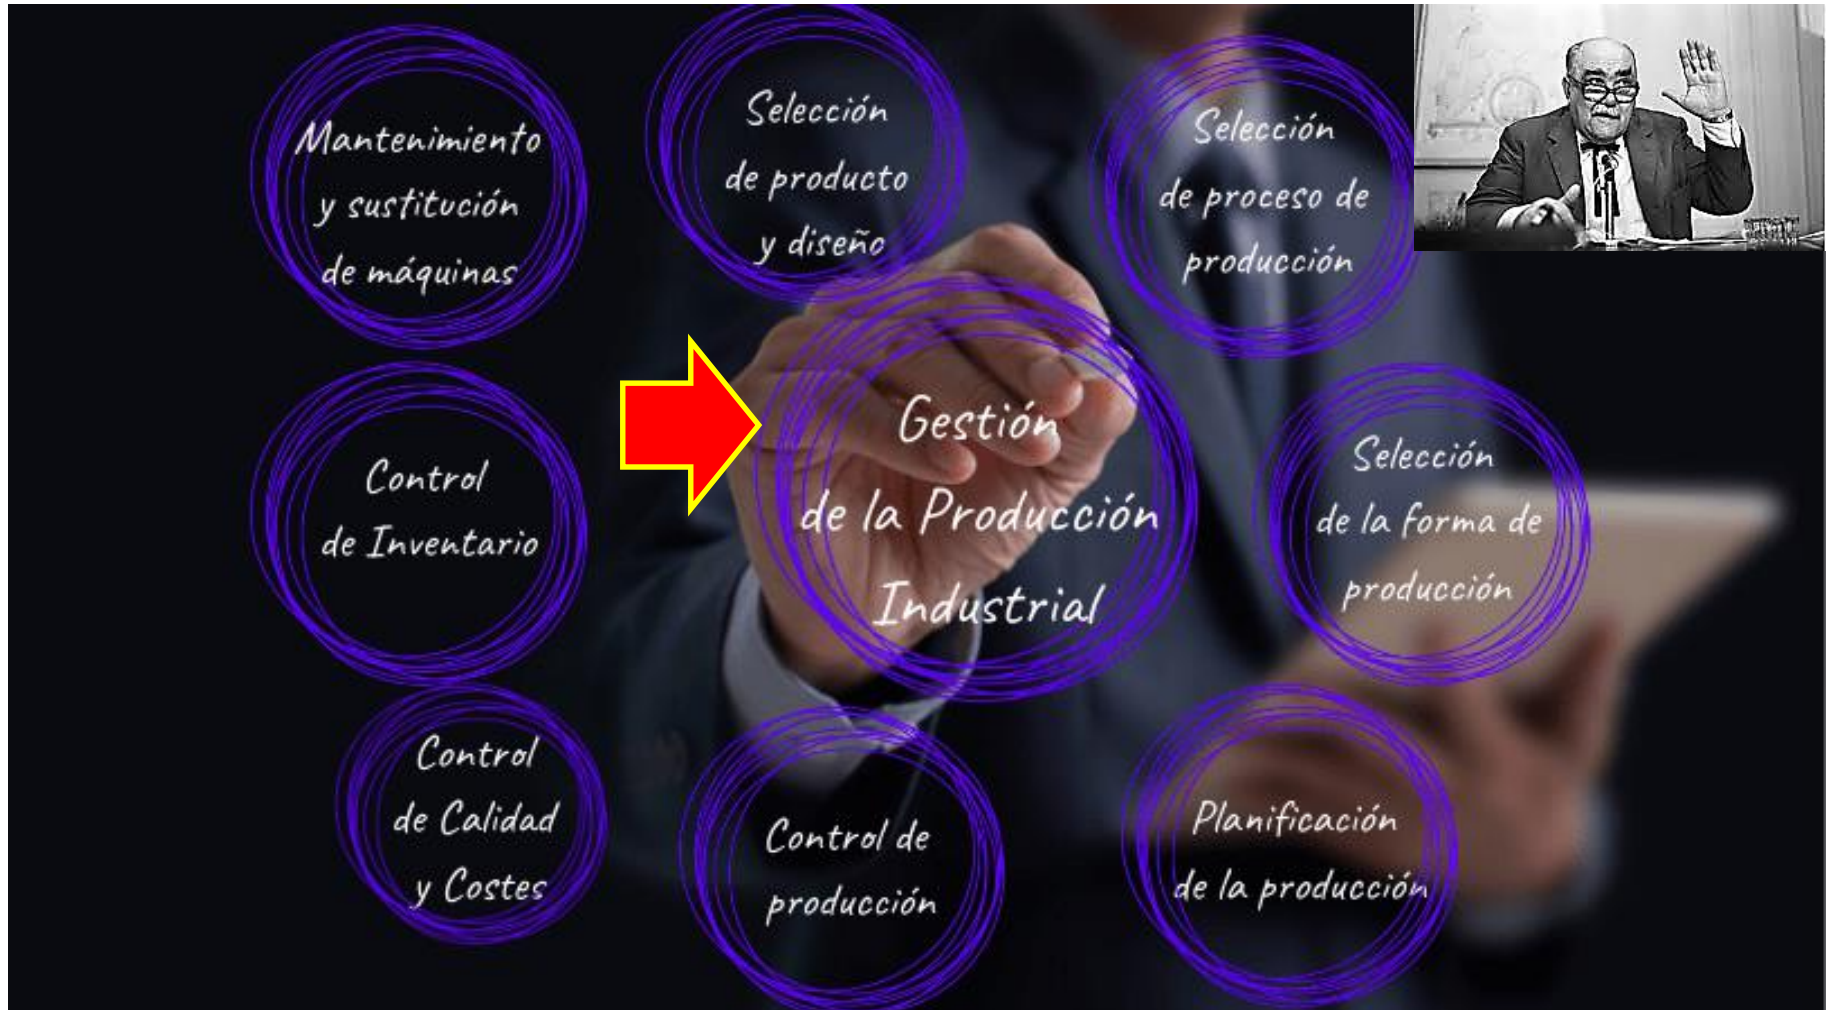 Mantenimiento
y sustitución
de máquinas
Selección
de producto
y diseño
Selección
de proceso de
producción
Control
de Inventario
Gestión
de la Producción
Industrial
Selección
de la forma de
producción
Control
de Calidad
y Costes
Control de
producción
Planificación
de la producción